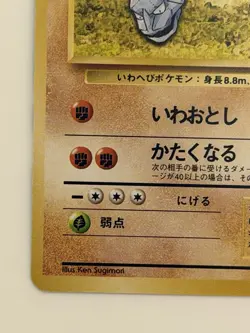 いわへびポケモン：身長8.8m、
いわおとし
かたくなる
次の相手の番に受けるダメー
ージが40以上の場合は、その
にげる
弱点
Illus. Ken Sugimori